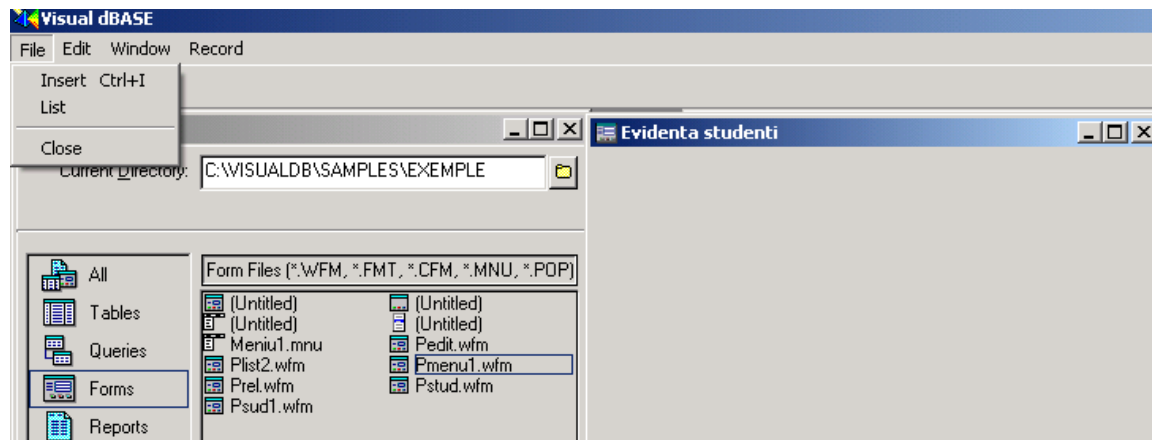 Visual dBASE
File Edit Window Record
Insert Ctrl+I
List
Close
Evidenta studenti
Current Directory: C:\VISUALDB\SAMPLES\EXEMPLE
All
Tables
Queries
Forms
Reports
Form Files (*.WFM, *.FMT, *.CFM, *.MNU, *.POP)
(Untitled) (Untitled)
(Untitled) (Untitled)
Meniu1.mnu Pedit.wfm
Plist2.wfm Pmenu1.wfm
Prel.wfm Pstud.wfm
Psud1.wfm